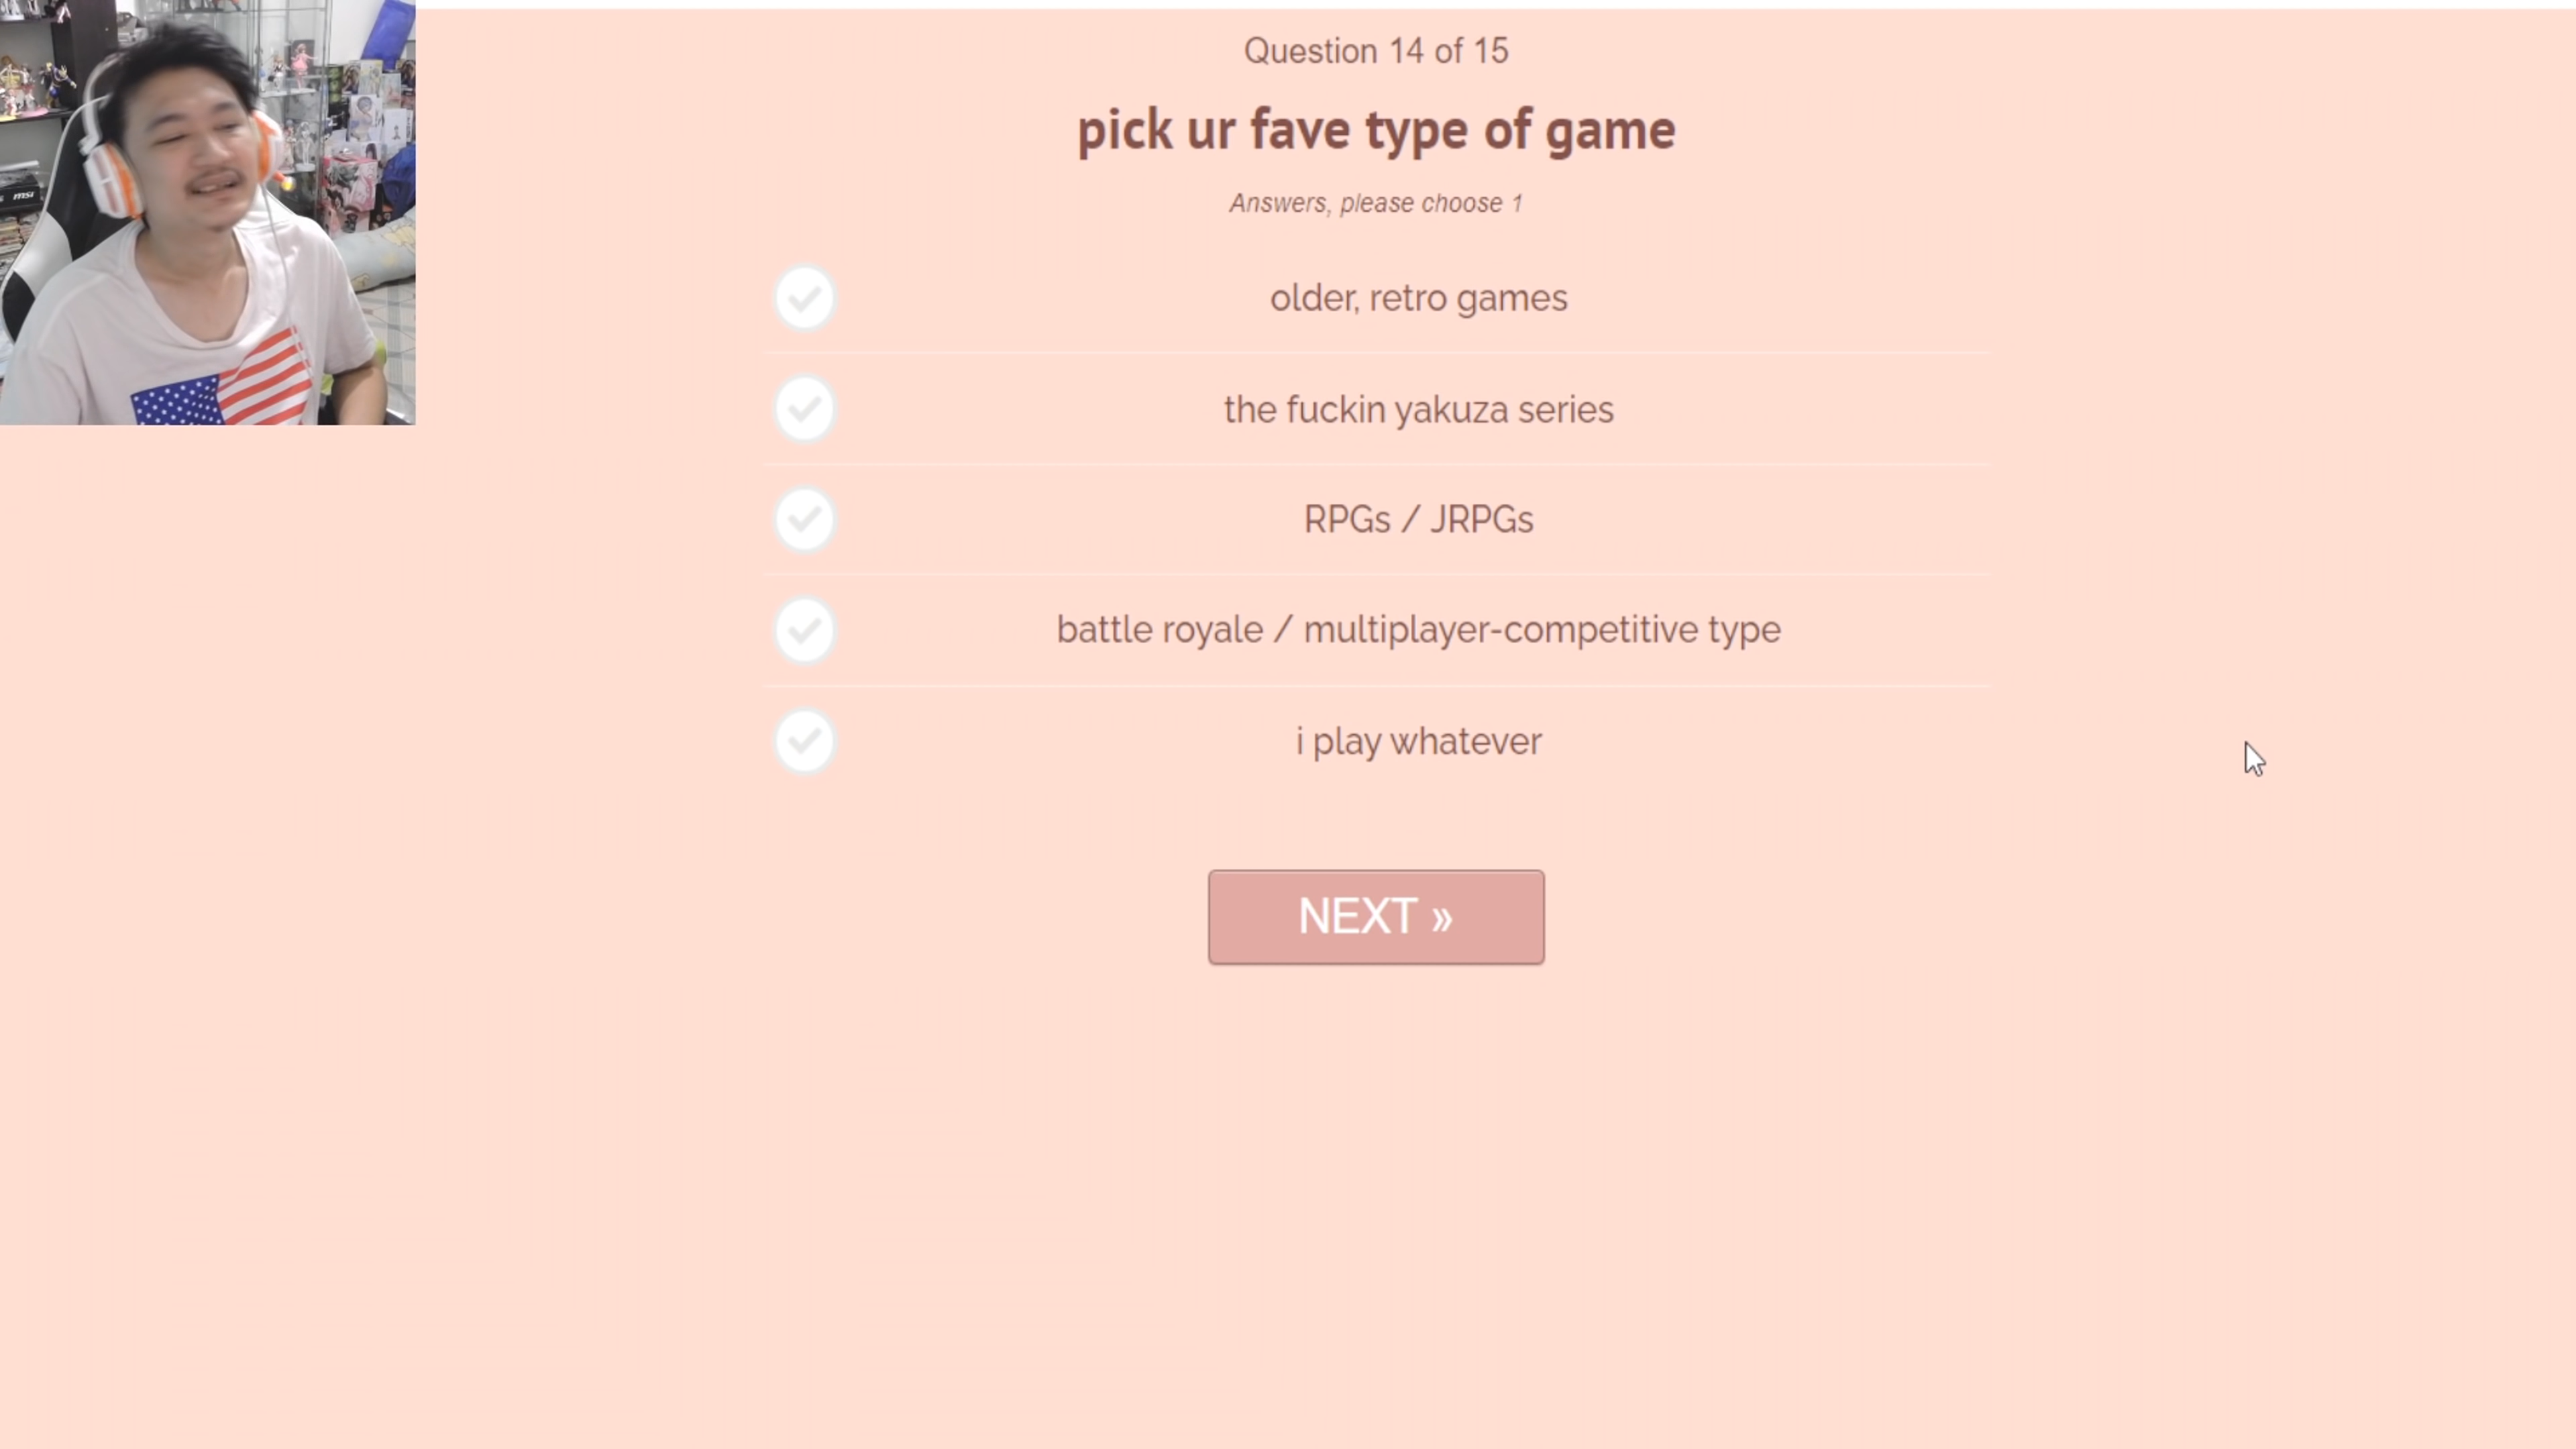 msi
Question 14 of 15
pick ur fave type of game
Answers, please choose 1
older, retro games
the fuckin yakuza series
RPGs / JRPGs
battle royale / multiplayer-competitive type
i play whatever
NEXT »